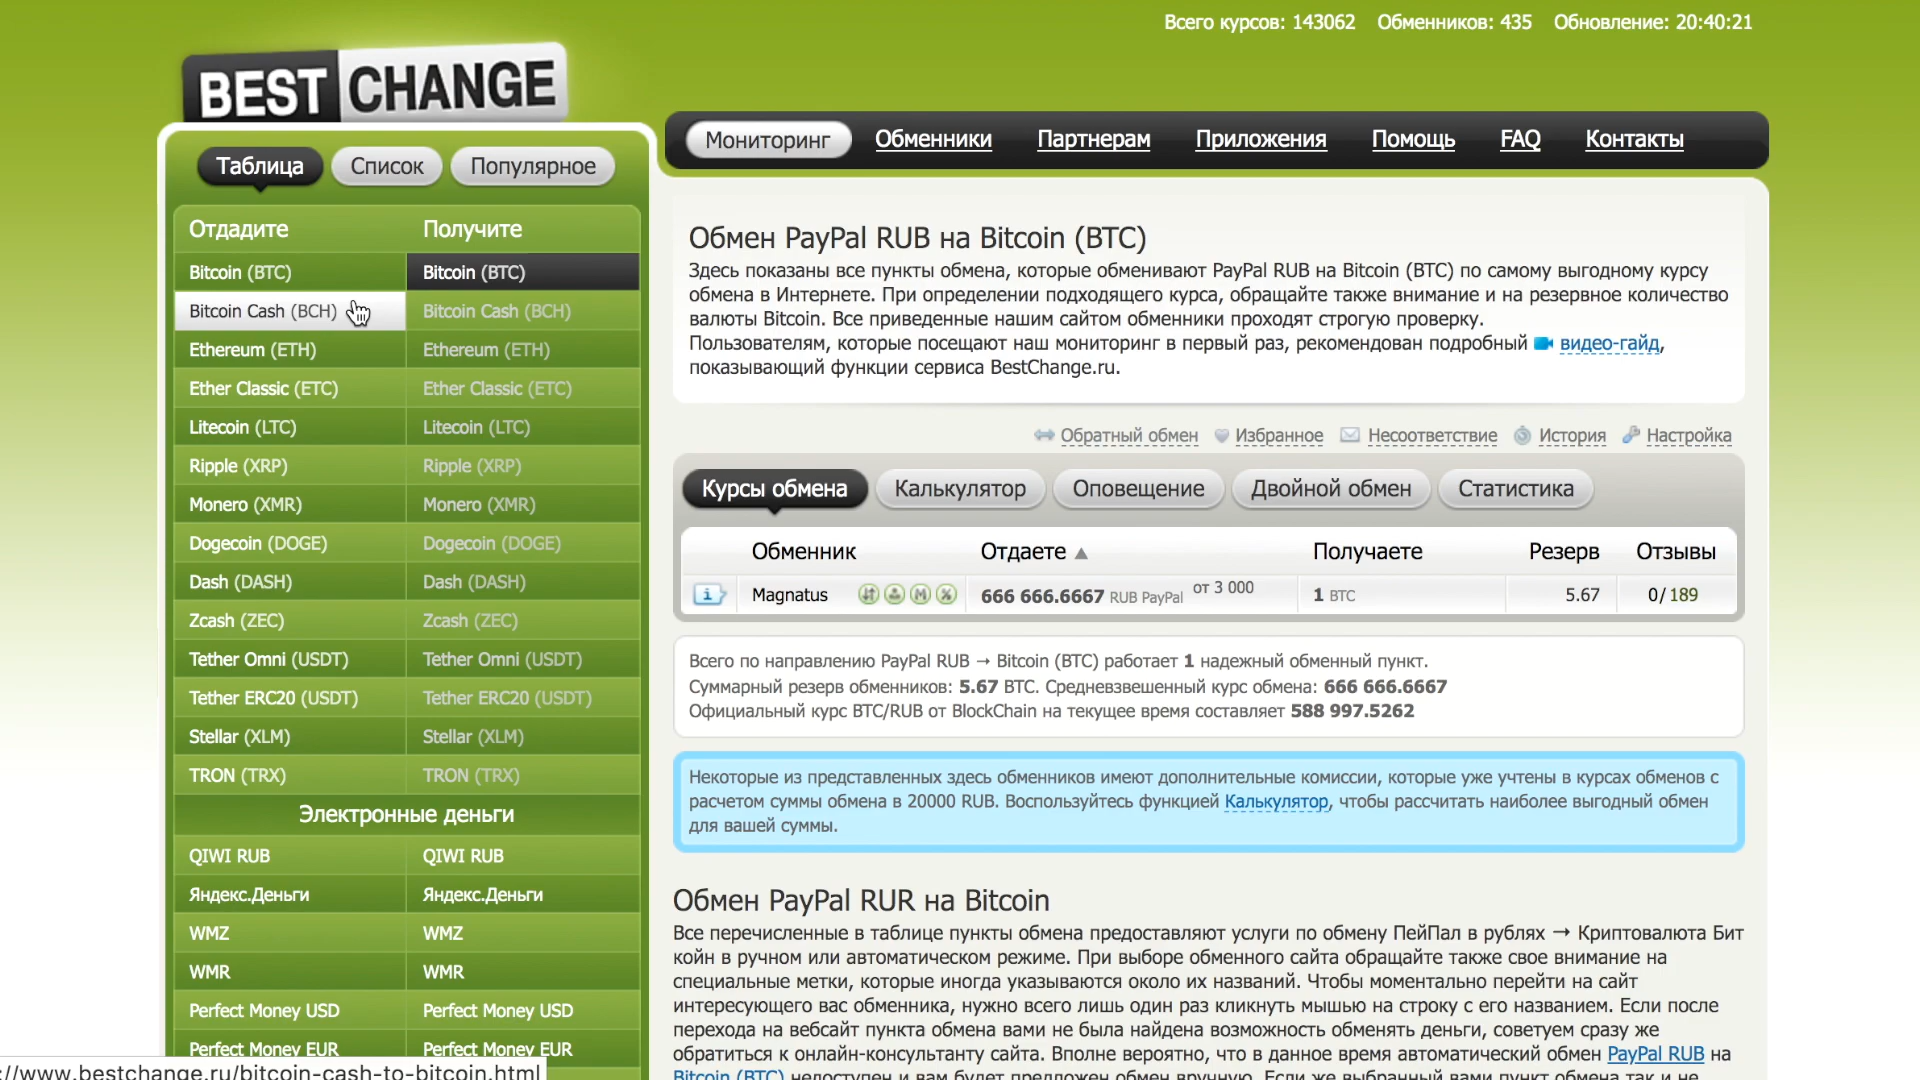 Всего курсов: 143062 Обменников: 435 Обновление: 20:40:21
BEST CHANGE
Мониторинг Обменники Партнерам Приложения Помощь FAQ Контакты
Таблица Список Популярное
Отдадите Получите
Bitcoin (BTC) Bitcoin (BTC)
Bitcoin Cash (BCH) Bitcoin Cash (BCH)
Ethereum (ETH) Ethereum (ETH)
Ether Classic (ETC) Ether Classic (ETC)
Litecoin (LTC) Litecoin (LTC)
Ripple (XRP) Ripple (XRP)
Monero (XMR) Monero (XMR)
Dogecoin (DOGE) Dogecoin (DOGE)
Dash (DASH) Dash (DASH)
Zcash (ZEC) Zcash (ZEC)
Tether Omni (USDT) Tether Omni (USDT)
Tether ERC20 (USDT) Tether ERC20 (USDT)
Stellar (XLM) Stellar (XLM)
TRON (TRX) TRON (TRX)
Электронные деньги
QIWI RUB QIWI RUB
Яндекс.Деньги Яндекс.Деньги
WMZ WMZ
WMR WMR
Perfect Money USD Perfect Money USD
Perfect Money EUR Perfect Money EUR
://www.bestchange.ru/bitcoin-cash-to-bitcoin.html
Обмен PayPal RUB на Bitcoin (BTC)
Здесь показаны все пункты обмена, которые обменивают PayPal RUB на Bitcoin (BTC) по самому выгодному курсу
обмена в Интернете. При определении подходящего курса, обращайте также внимание и на резервное количество
валюты Bitcoin. Все приведенные нашим сайтом обменники проходят строгую проверку.
Пользователям, которые посещают наш мониторинг в первый раз, рекомендован подробный видео-гайд,
показывающий функции сервиса BestChange.ru.
Обратный обмен Избранное Несоответствие История Настройка
Курсы обмена Калькулятор Оповещение Двойной обмен Статистика
Обменник Отдаете ▲ Получаете Резерв Отзывы
Magnatus 666 666.6667 RUB PayPal от 3 000 1 BTC 5.67 0/189
Всего по направлению PayPal RUB → Bitcoin (BTC) работает 1 надежный обменный пункт.
Суммарный резерв обменников: 5.67 BTC. Средневзвешенный курс обмена: 666 666.6667
Официальный курс BTC/RUB от BlockChain на текущее время составляет 588 997.5262
Некоторые из представленных здесь обменников имеют дополнительные комиссии, которые уже учтены в курсах обменов с
расчетом суммы обмена в 20000 RUB. Воспользуйтесь функцией Калькулятор, чтобы рассчитать наиболее выгодный обмен
для вашей суммы.
Обмен PayPal RUR на Bitcoin
Все перечисленные в таблице пункты обмена предоставляют услуги по обмену ПейПал в рублях → Криптовалюта Бит
койн в ручном или автоматическом режиме. При выборе обменного сайта обращайте также свое внимание на
специальные метки, которые иногда указываются около их названий. Чтобы моментально перейти на сайт
интересующего вас обменника, нужно всего лишь один раз кликнуть мышью на строку с его названием. Если после
перехода на вебсайт пункта обмена вами не была найдена возможность обменять деньги, советуем сразу же
обратиться к онлайн-консультанту сайта. Вполне вероятно, что в данное время автоматический обмен PayPal RUB на
Bitcoin (BTC) недоступен и вам будет предложен обмен вручную. Если же выбранный вами пункт обмена так и не